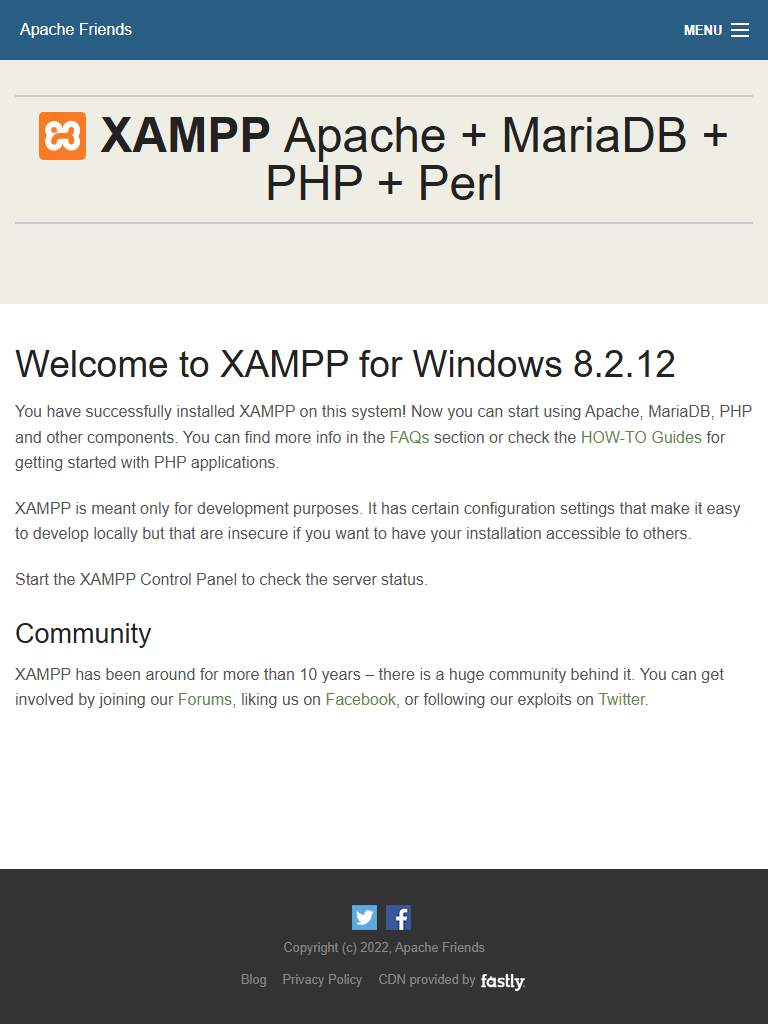 Apache Friends
MENU
XAMPP Apache + MariaDB +
PHP + Perl
Welcome to XAMPP for Windows 8.2.12
You have successfully installed XAMPP on this system! Now you can start using Apache, MariaDB, PHP
and other components. You can find more info in the FAQs section or check the HOW-TO Guides for
getting started with PHP applications.
XAMPP is meant only for development purposes. It has certain configuration settings that make it easy
to develop locally but that are insecure if you want to have your installation accessible to others.
Start the XAMPP Control Panel to check the server status.
Community
XAMPP has been around for more than 10 years – there is a huge community behind it. You can get
involved by joining our Forums, liking us on Facebook, or following our exploits on Twitter.
Copyright (c) 2022, Apache Friends
Blog Privacy Policy CDN provided by fastly